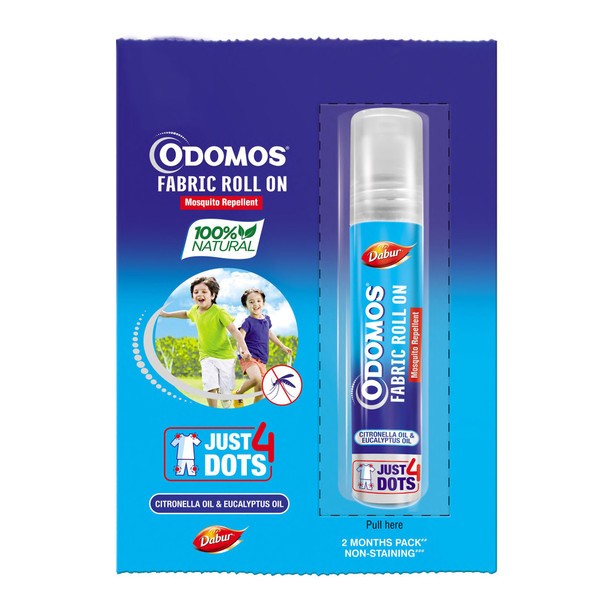 ODOMOS®
FABRIC ROLL ON
Mosquito Repellent
100%
NATURAL
JUST 4
DOTS
CITRONELLA OIL & EUCALYPTUS OIL
Dabur
Dabur
ODOMOS®
FABRIC ROLL ON
Mosquito Repellent
CITRONELLA OIL &
EUCALYPTUS OIL
JUST 4
DOTS
Pull here
2 MONTHS PACK##
NON-STAINING###